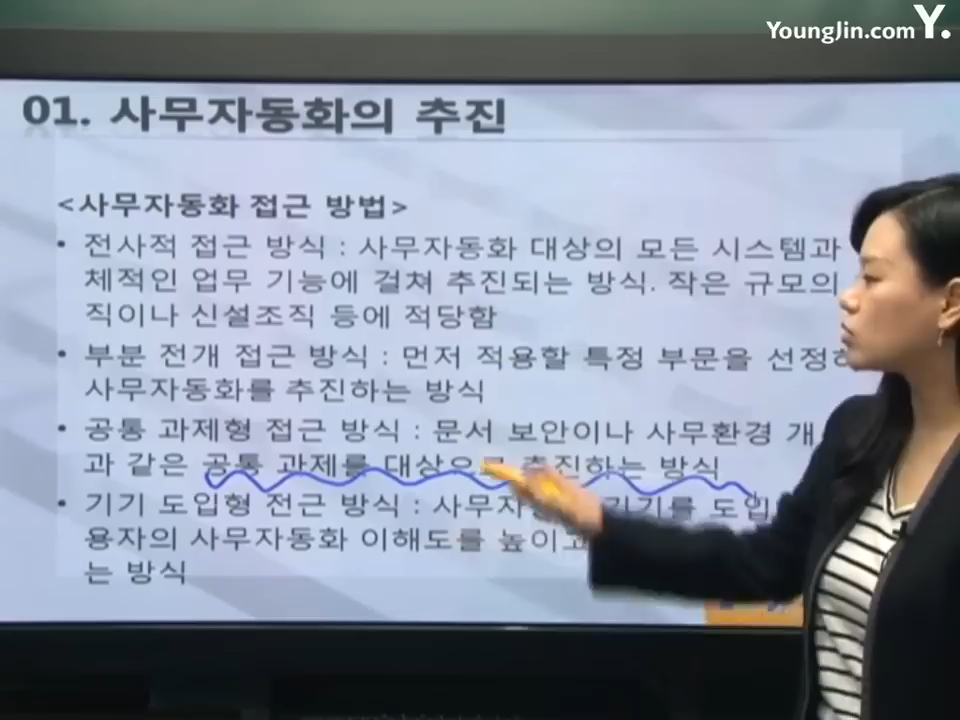 YoungJin.com Y.
01. 사무자동화의 추진
<사무자동화 접근 방법>
• 전사적 접근 방식 : 사무자동화 대상의 모든 시스템과
체적인 업무 기능에 걸쳐 추진되는 방식. 작은 규모의
직이나 신설조직 등에 적당함
• 부분 전개 접근 방식 : 먼저 적용할 특정 부문을 선정
사무자동화를 추진하는 방식
• 공통 과제형 접근 방식 : 문서 보안이나 사무환경 개
과 같은 공통 과제를 대상으로 추진하는 방식
• 기기 도입형 전근 방식 : 사무자 기기를 도입
용자의 사무자동화 이해도를 높이고
는 방식